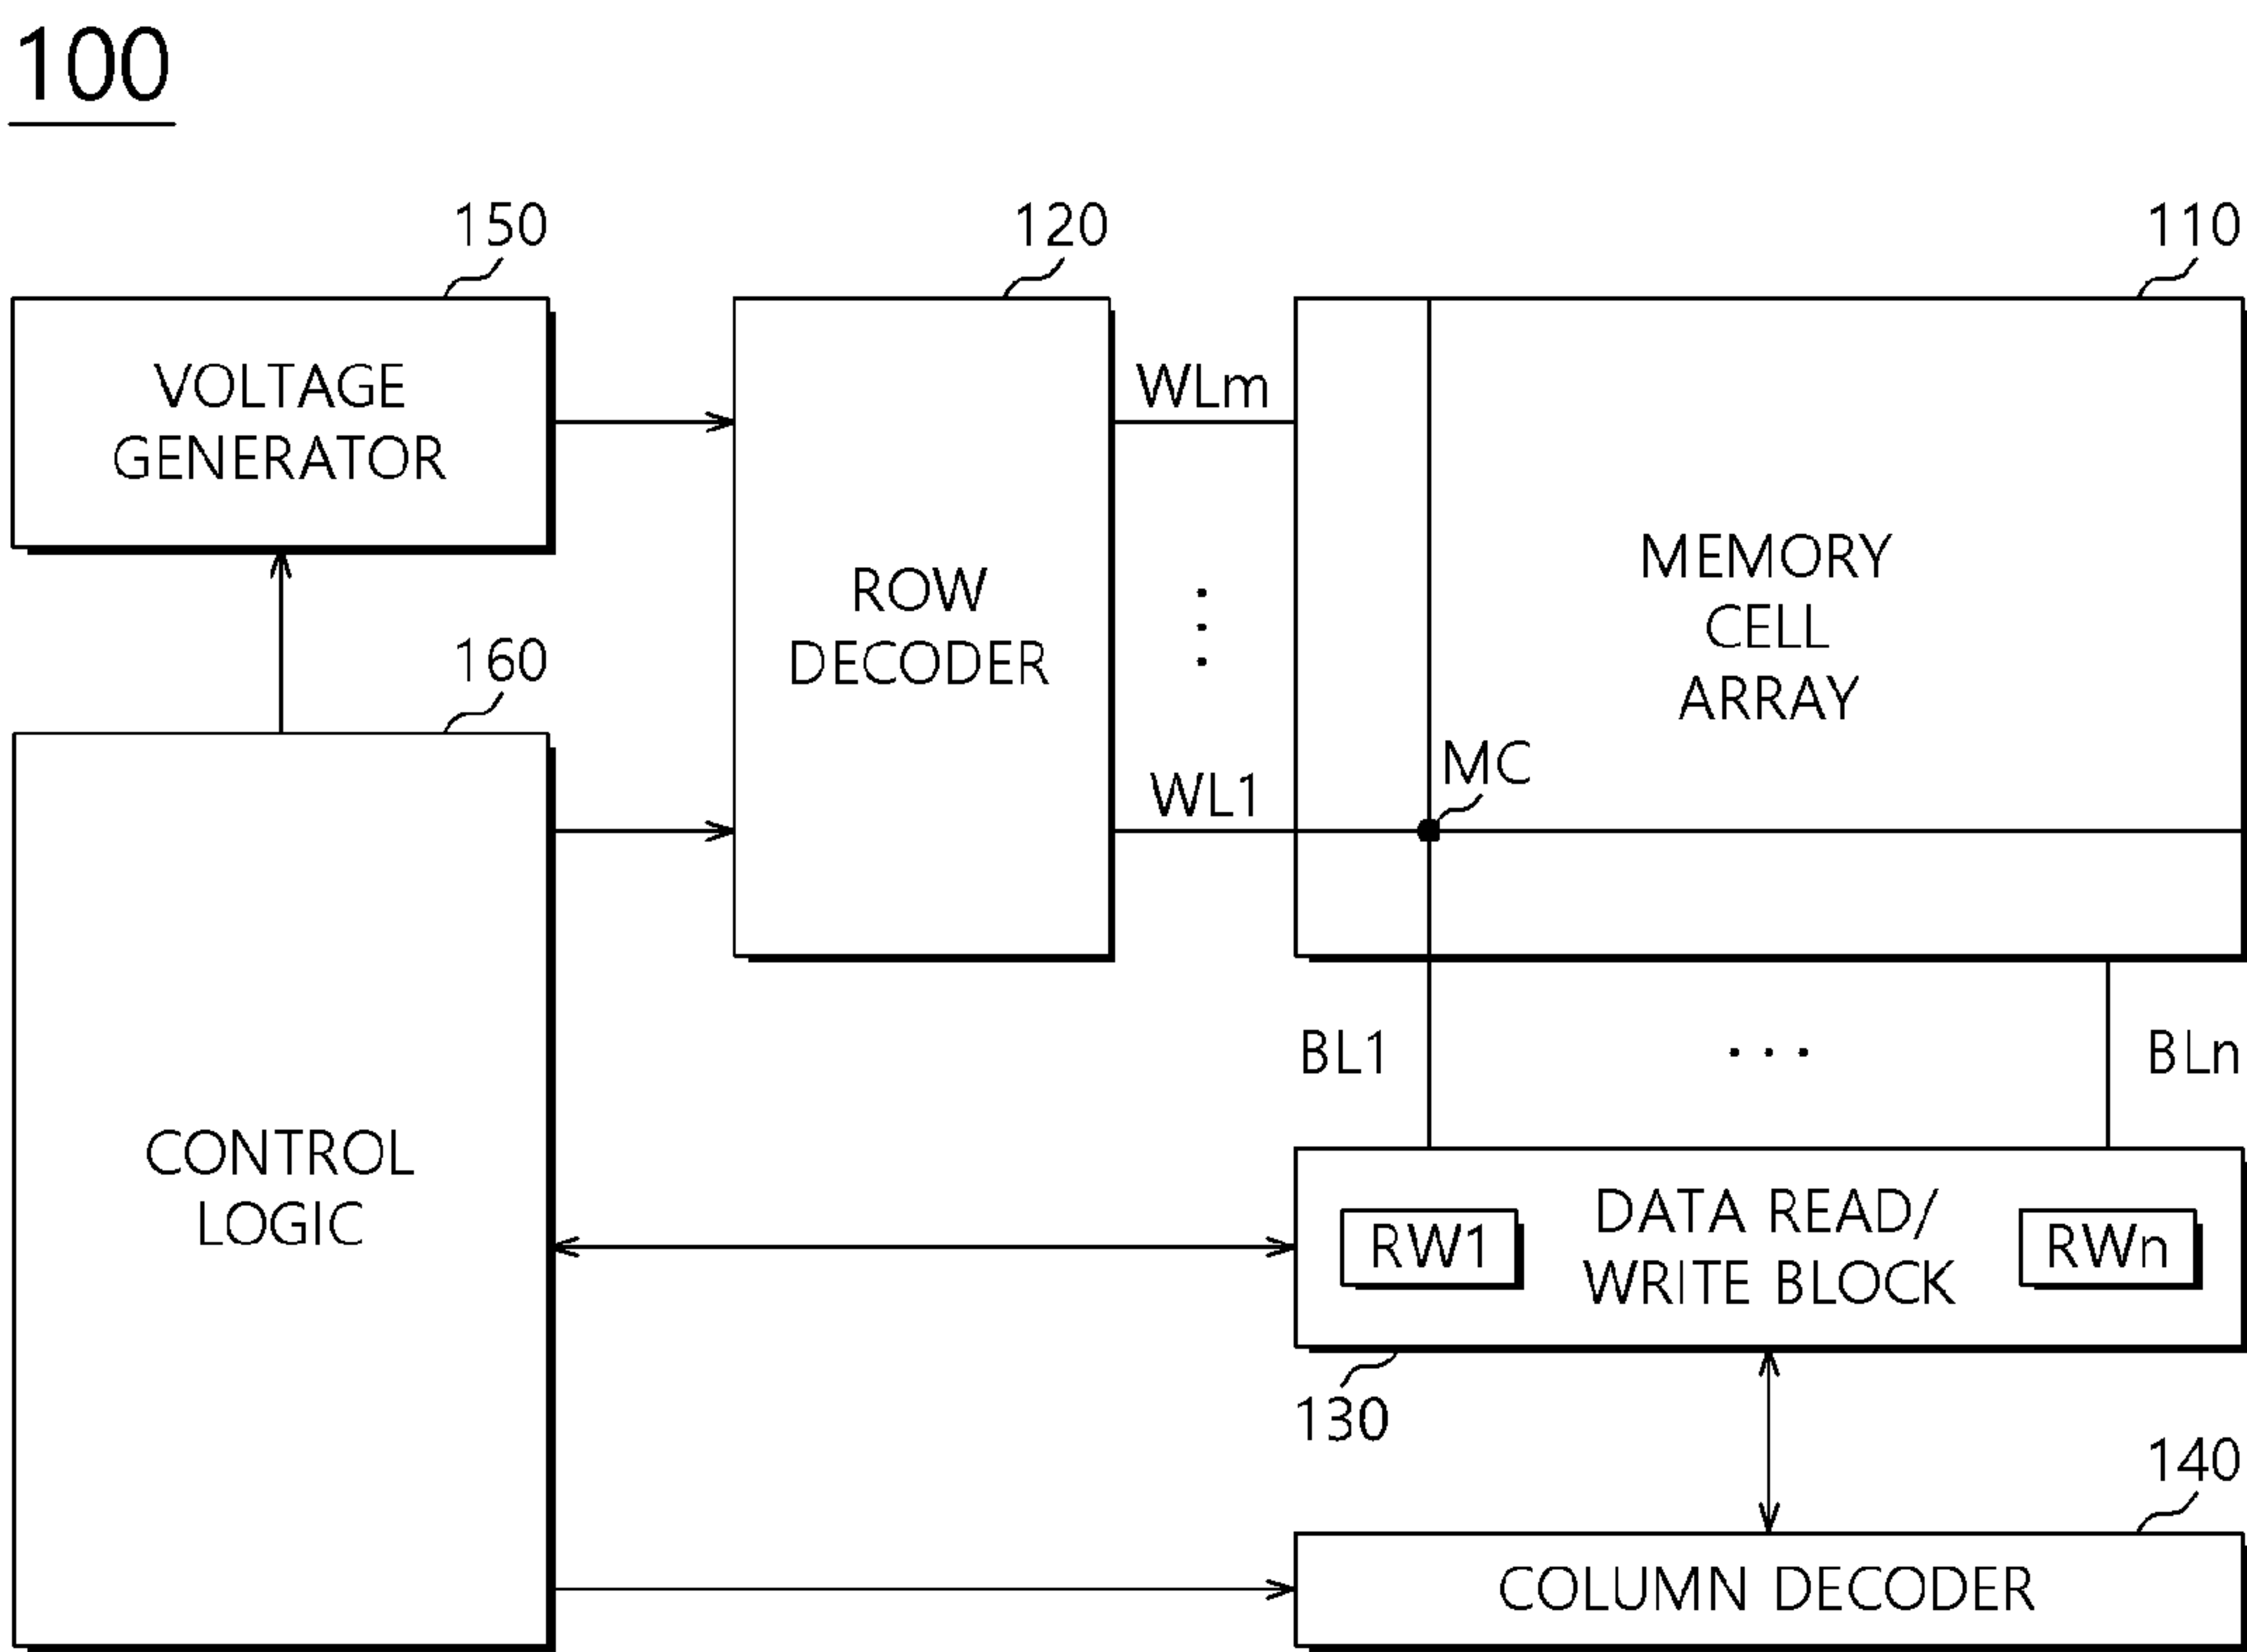 100
150
120
110
VOLTAGE
GENERATOR
WLm
ROW
DECODER
MEMORY
CELL
ARRAY
160
MC
WL1
BL1
BLn
CONTROL
LOGIC
DATA READ/
WRITE BLOCK
RW1
RWn
130
140
COLUMN DECODER